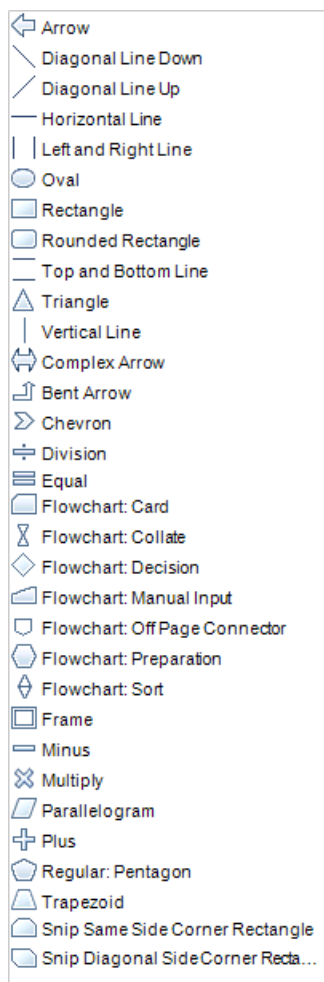 Arrow
Diagonal Line Down
Diagonal Line Up
Horizontal Line
Left and Right Line
Oval
Rectangle
Rounded Rectangle
Top and Bottom Line
Triangle
Vertical Line
Complex Arrow
Bent Arrow
Chevron
Division
Equal
Flowchart: Card
Flowchart: Collate
Flowchart: Decision
Flowchart: Manual Input
Flowchart: Off Page Connector
Flowchart: Preparation
Flowchart: Sort
Frame
Minus
Multiply
Parallelogram
Plus
Regular: Pentagon
Trapezoid
Snip Same Side Corner Rectangle
Snip Diagonal Side Corner Recta...